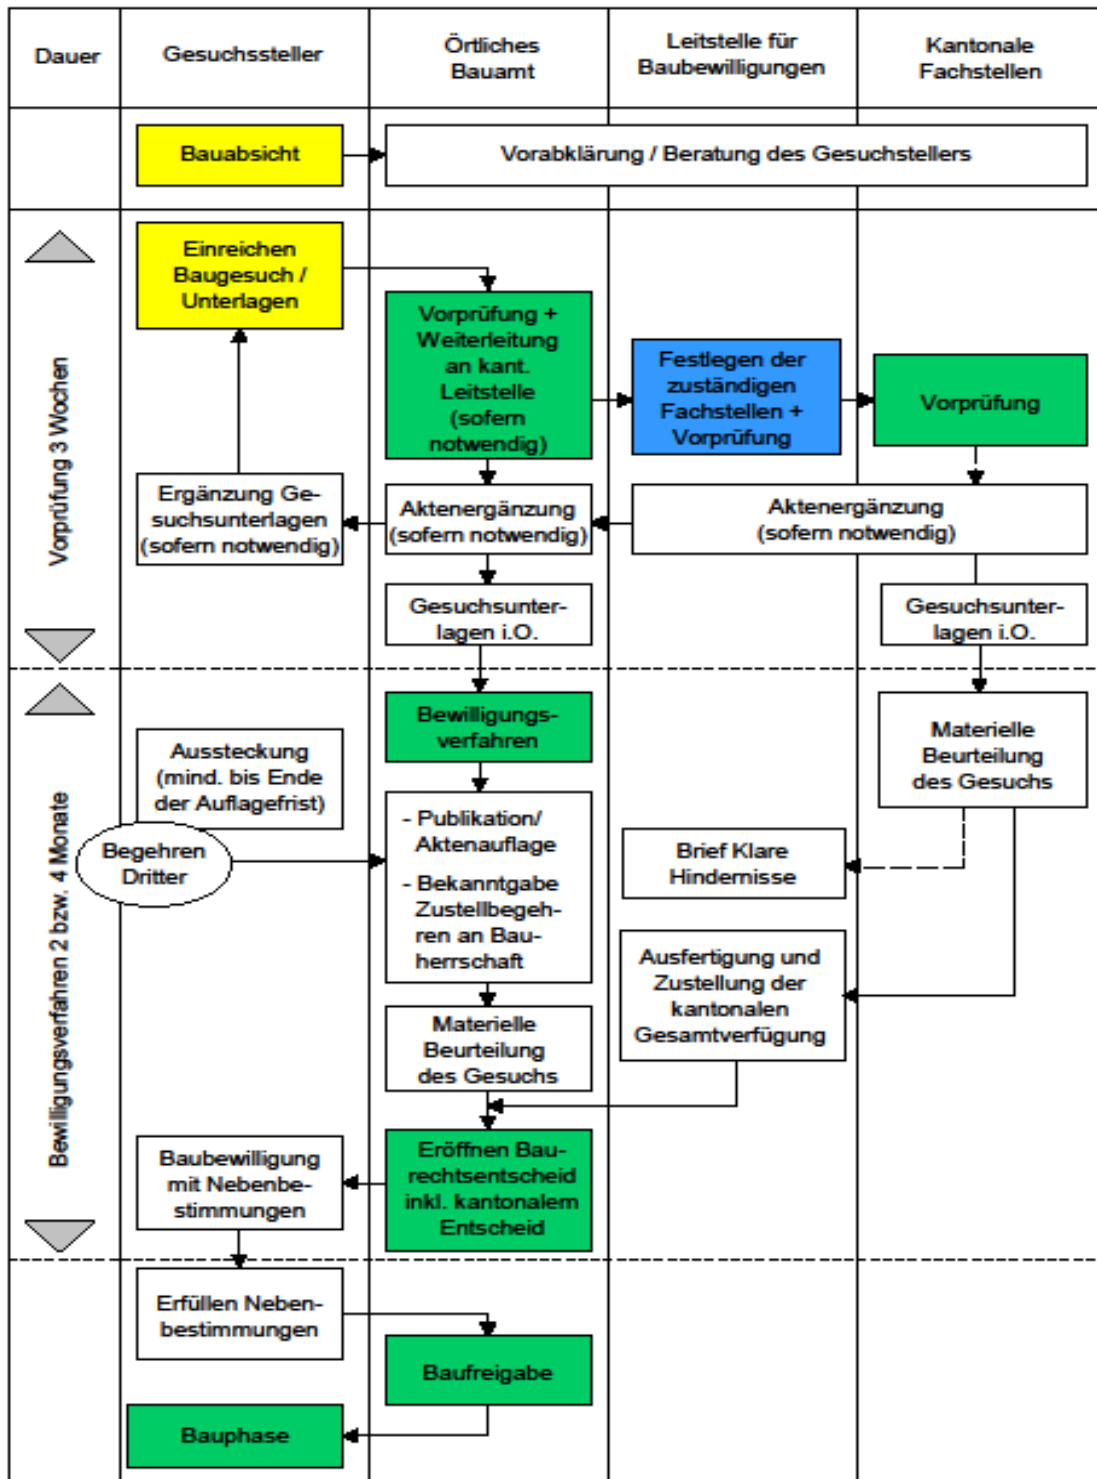 Dauer
Gesuchssteller
Örtliches
Bauamt
Leitstelle für
Baubewilligungen
Kantonale
Fachstellen
Bauabsicht
Vorabklärung / Beratung des Gesuchstellers
Vorprüfung 3 Wochen
Einreichen
Baugesuch /
Unterlagen
Vorprüfung +
Weiterleitung
an kant.
Leitstelle
(sofern
notwendig)
Festlegen der
zuständigen
Fachstellen +
Vorprüfung
Vorprüfung
Ergänzung Ge-
suchsunterlagen
(sofern notwendig)
Aktenergänzung
(sofern notwendig)
Aktenergänzung
(sofern notwendig)
Gesuchsunter-
lagen i.O.
Gesuchsunter-
lagen i.O.
Bewilligungsverfahren 2 bzw. 4 Monate
Bewilligungs-
verfahren
Aussteckung
(mind. bis Ende
der Auflagefrist)
Materielle
Beurteilung
des Gesuchs
Begehren
Dritter
- Publikation/
Aktenauflage
- Bekanntgabe
Zustellbegeh-
ren an Bau-
herrschaft
Brief Klare
Hindernisse
Ausfertigung und
Zustellung der
kantonalen
Gesamtverfügung
Materielle
Beurteilung
des Gesuchs
Baubewilligung
mit Nebenbe-
stimmungen
Eröffnen Bau-
rechtsentscheid
inkl. kantonalem
Entscheid
Erfüllen Neben-
bestimmungen
Baufreigabe
Bauphase